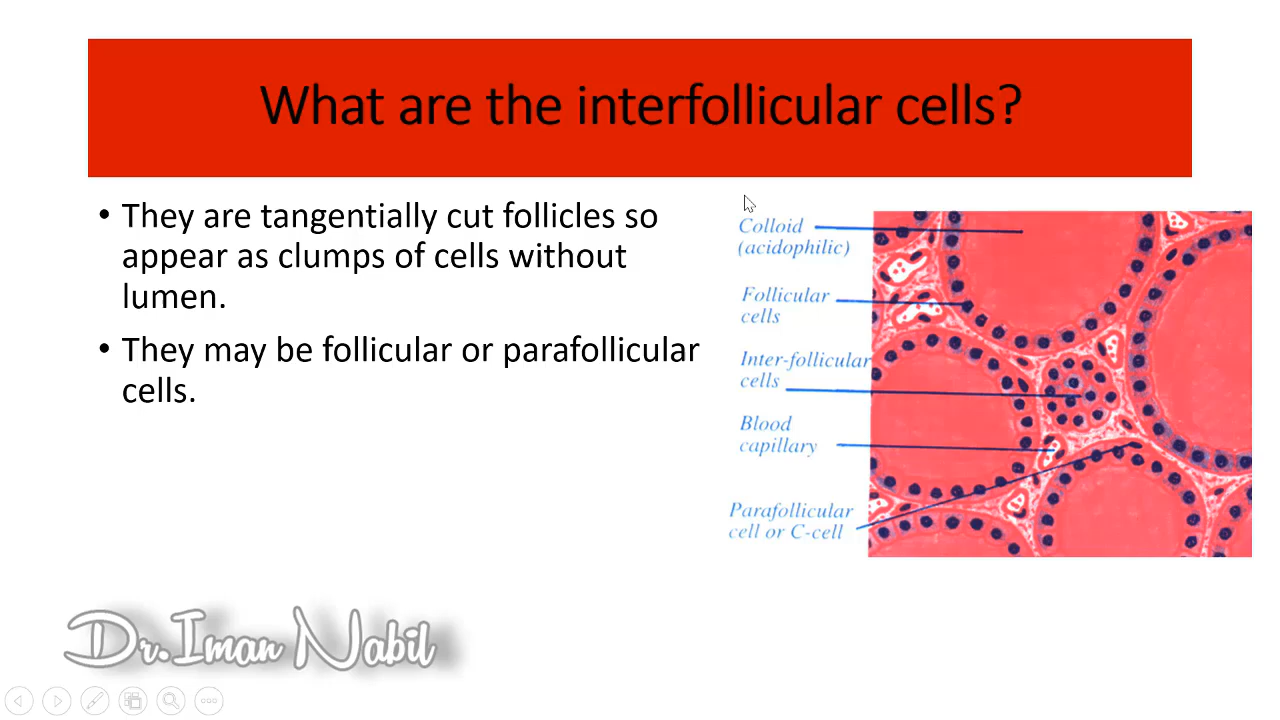 What are the interfollicular cells?
• They are tangentially cut follicles so
appear as clumps of cells without
lumen.
• They may be follicular or parafollicular
cells.
Colloid
(acidophilic)
Follicular
cells
Inter-follicular
cells
Blood
capillary
Parafollicular
cell or C-cell
Dr.Iman Nabil